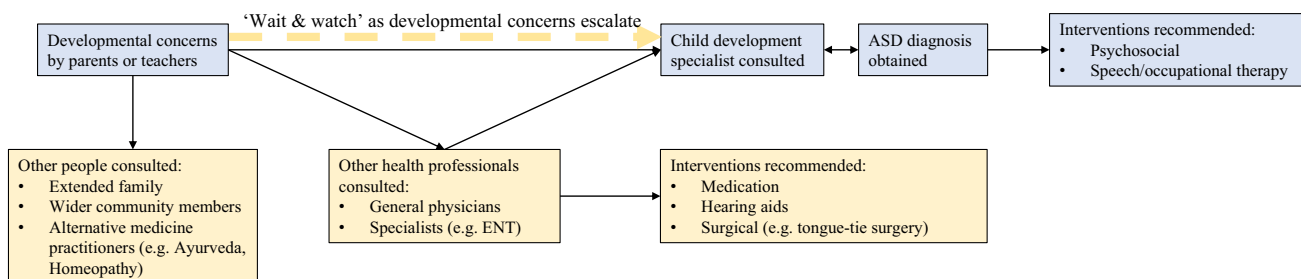 ‘Wait & watch’ as developmental concerns escalate
Developmental concerns
by parents or teachers
Child development
specialist consulted
ASD diagnosis
obtained
Interventions recommended:
• Psychosocial
• Speech/occupational therapy
Other people consulted:
• Extended family
• Wider community members
• Alternative medicine
practitioners (e.g. Ayurveda,
Homeopathy)
Other health professionals
consulted:
• General physicians
• Specialists (e.g. ENT)
Interventions recommended:
• Medication
• Hearing aids
• Surgical (e.g. tongue-tie surgery)